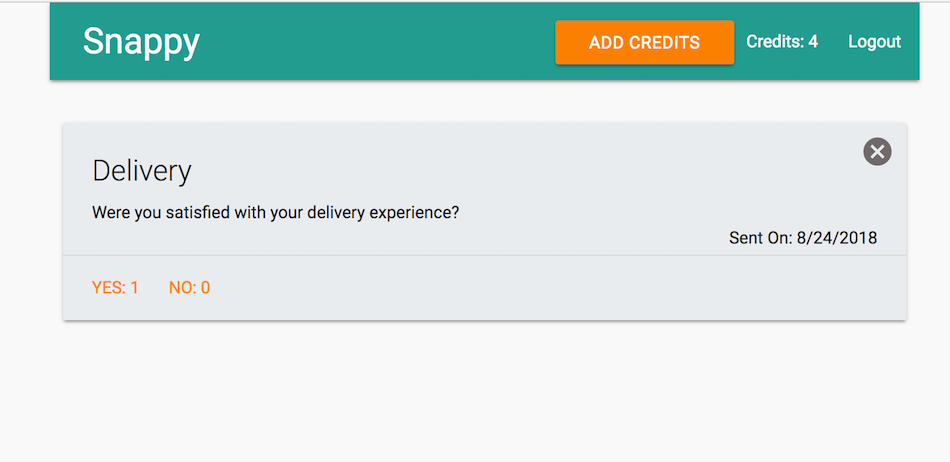 Snappy
ADD CREDITS
Credits: 4
Logout
Delivery
Were you satisfied with your delivery experience?
Sent On: 8/24/2018
YES: 1
NO: 0